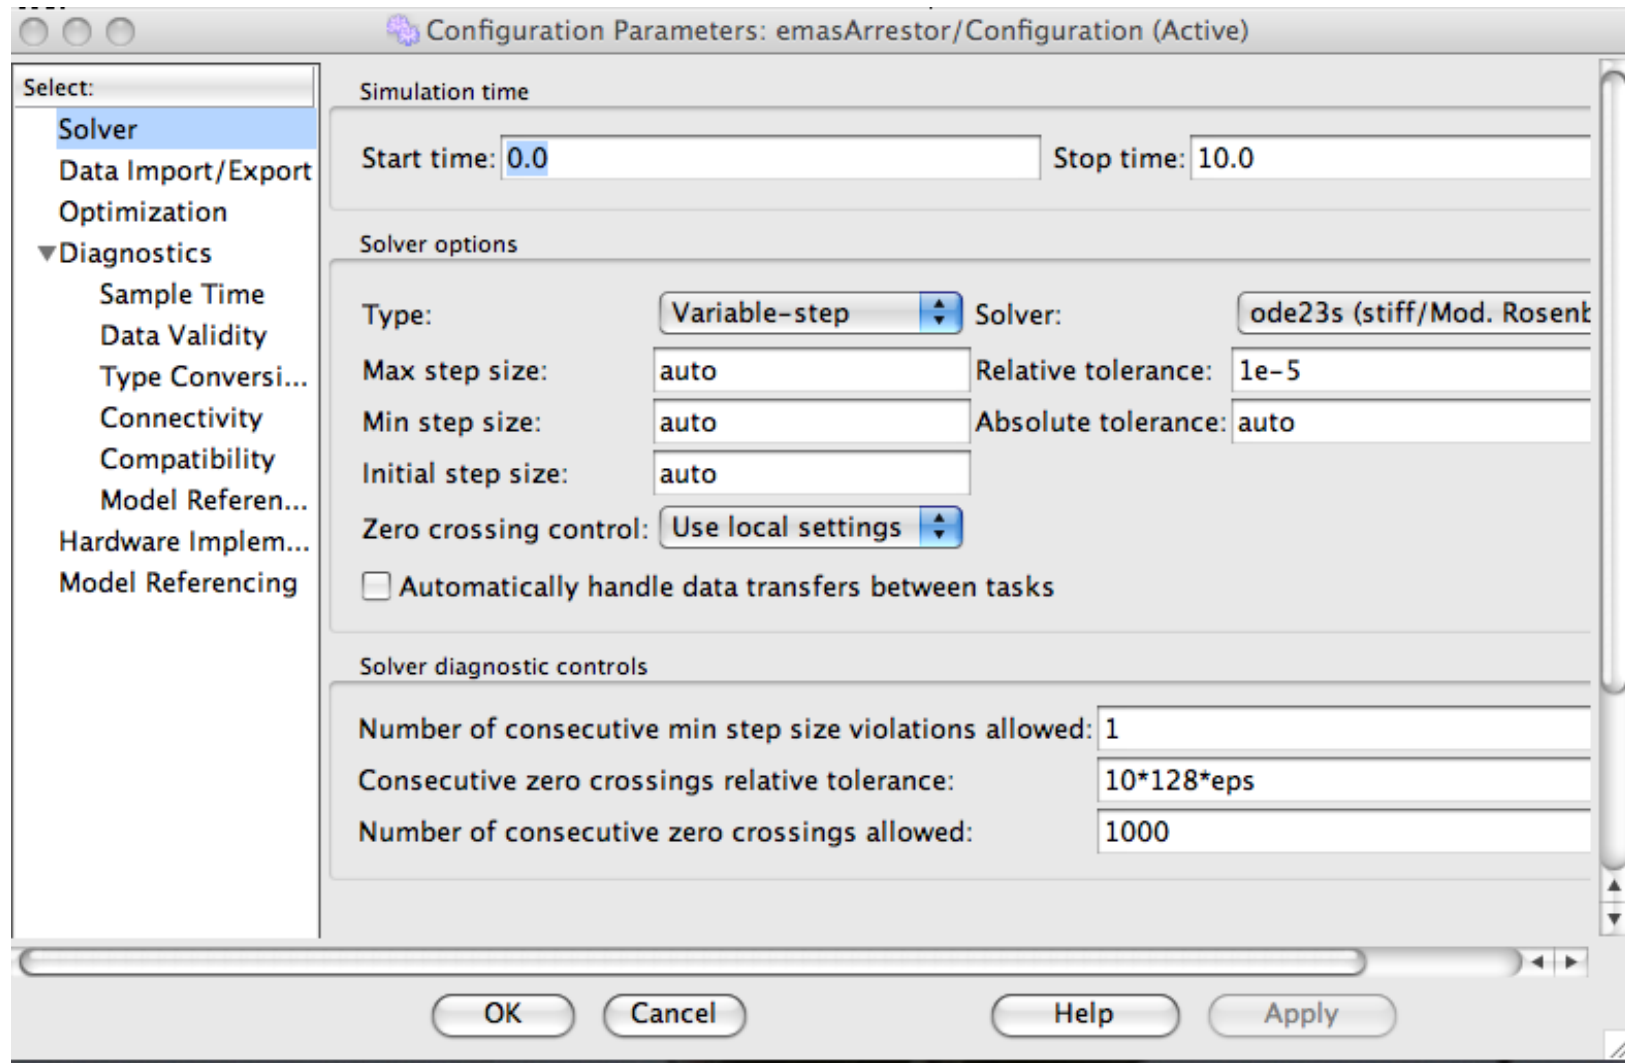 Configuration Parameters: emasArrestor/Configuration (Active)
Select:
Solver
Data Import/Export
Optimization
Diagnostics
Sample Time
Data Validity
Type Conversi...
Connectivity
Compatibility
Model Referen...
Hardware Implem...
Model Referencing
Simulation time
Start time: 0.0 Stop time: 10.0
Solver options
Type: Variable-step Solver: ode23s (stiff/Mod. Rosenb
Max step size: auto Relative tolerance: 1e-5
Min step size: auto Absolute tolerance: auto
Initial step size: auto
Zero crossing control: Use local settings
Automatically handle data transfers between tasks
Solver diagnostic controls
Number of consecutive min step size violations allowed: 1
Consecutive zero crossings relative tolerance: 10*128*eps
Number of consecutive zero crossings allowed: 1000
OK Cancel Help Apply